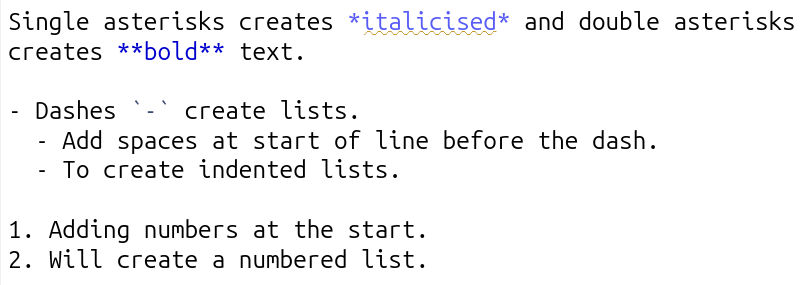 Single asterisks creates *italicised* and double asterisks
creates **bold** text.

- Dashes `-` create lists.
  - Add spaces at start of line before the dash.
  - To create indented lists.

1. Adding numbers at the start.
2. Will create a numbered list.